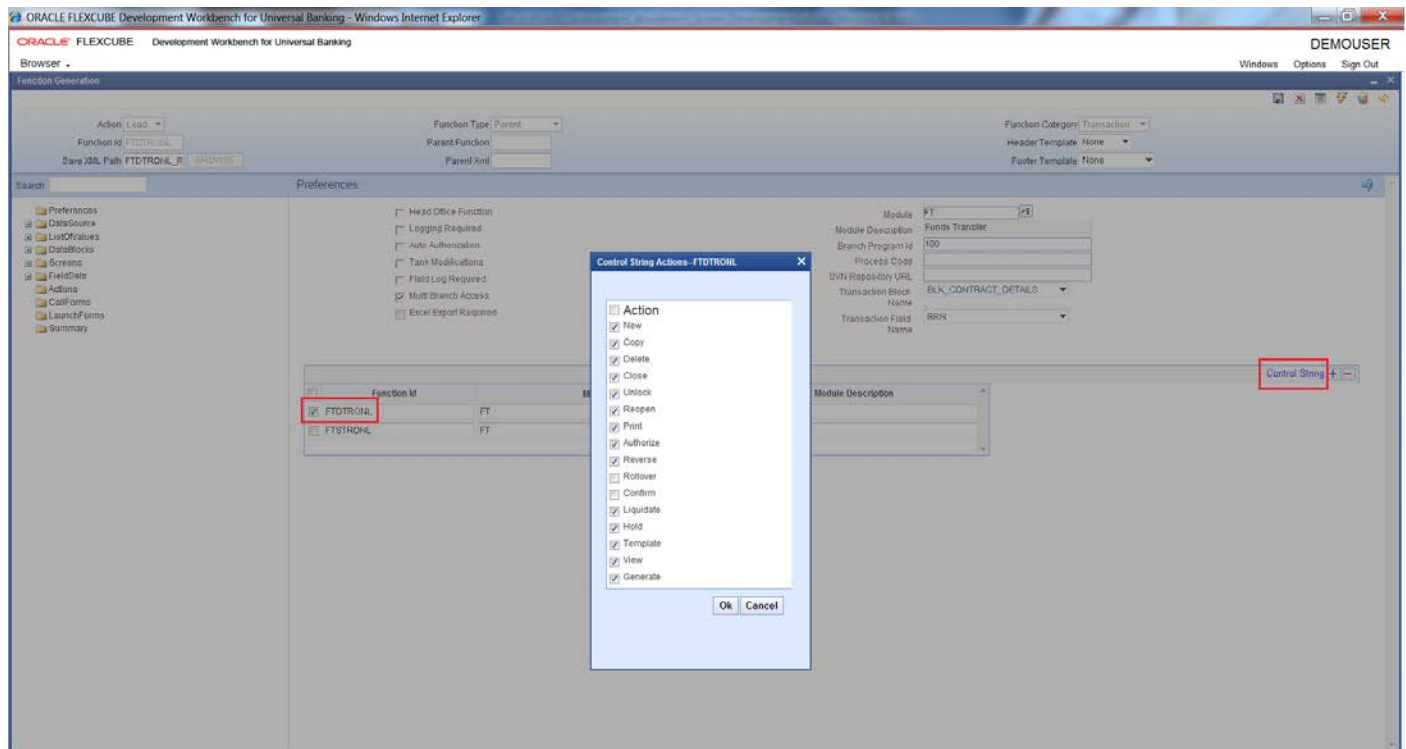 ORACLE FLEXCUBE Development Workbench for Universal Banking - Windows Internet Explorer
ORACLE FLEXCUBE Development Workbench for Universal Banking
DEMOUSER
Browser
Windows Options Sign Out
Function Generation
Action Load
Function Type Parent
Function Category Transaction
Function Id FTDTRONL
Parent Function
Header Template None
Save XML Path FTDTRONL_R BROWSE
Parent Xml
Footer Template None
Search
Preferences
Preferences
DataSource
ListOfValues
DataBlocks
Screens
FieldSets
Actions
CallForms
LaunchForms
Summary
Head Office Function
Logging Required
Auto Authorization
Tank Modifications
Field Log Required
Multi Branch Access
Excel Export Required
Module FT
Module Description Funds Transfer
Branch Program Id 100
Process Code
SVN Repository URL
Transaction Block Name BLK_CONTRACT_DETAILS
Transaction Field Name BRN
Control String + -
Function Id
Module Description
FTDTRONL FT
FTSTRONL FT
Control String Actions--FTDTRONL X
Action
New
Copy
Delete
Close
Unlock
Reopen
Print
Authorize
Reverse
Rollover
Confirm
Liquidate
Hold
Template
View
Generate
Ok Cancel